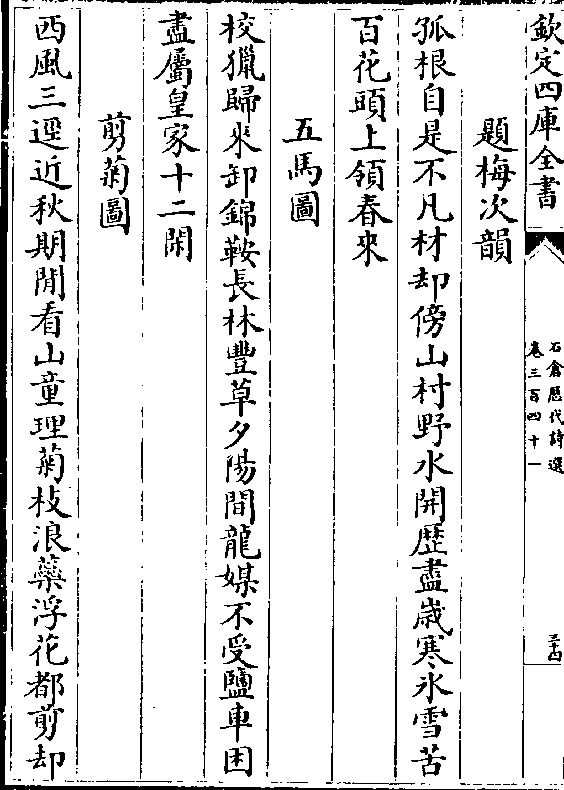 欽定四庫全書
石倉歷代詩選
卷三百四十一
三十四
題梅次韻
孤根自是不凡材却傍山村野水開歴盡歳寒氷雪苦
百花頭上領春來
五馬圖
校獵歸來卸錦鞍長林豐草夕陽間龍媒不受鹽車困
盡屬皇家十二閑
剪菊圖
西風三逕近秋期閒看山童理菊枝浪蘂浮花都剪却